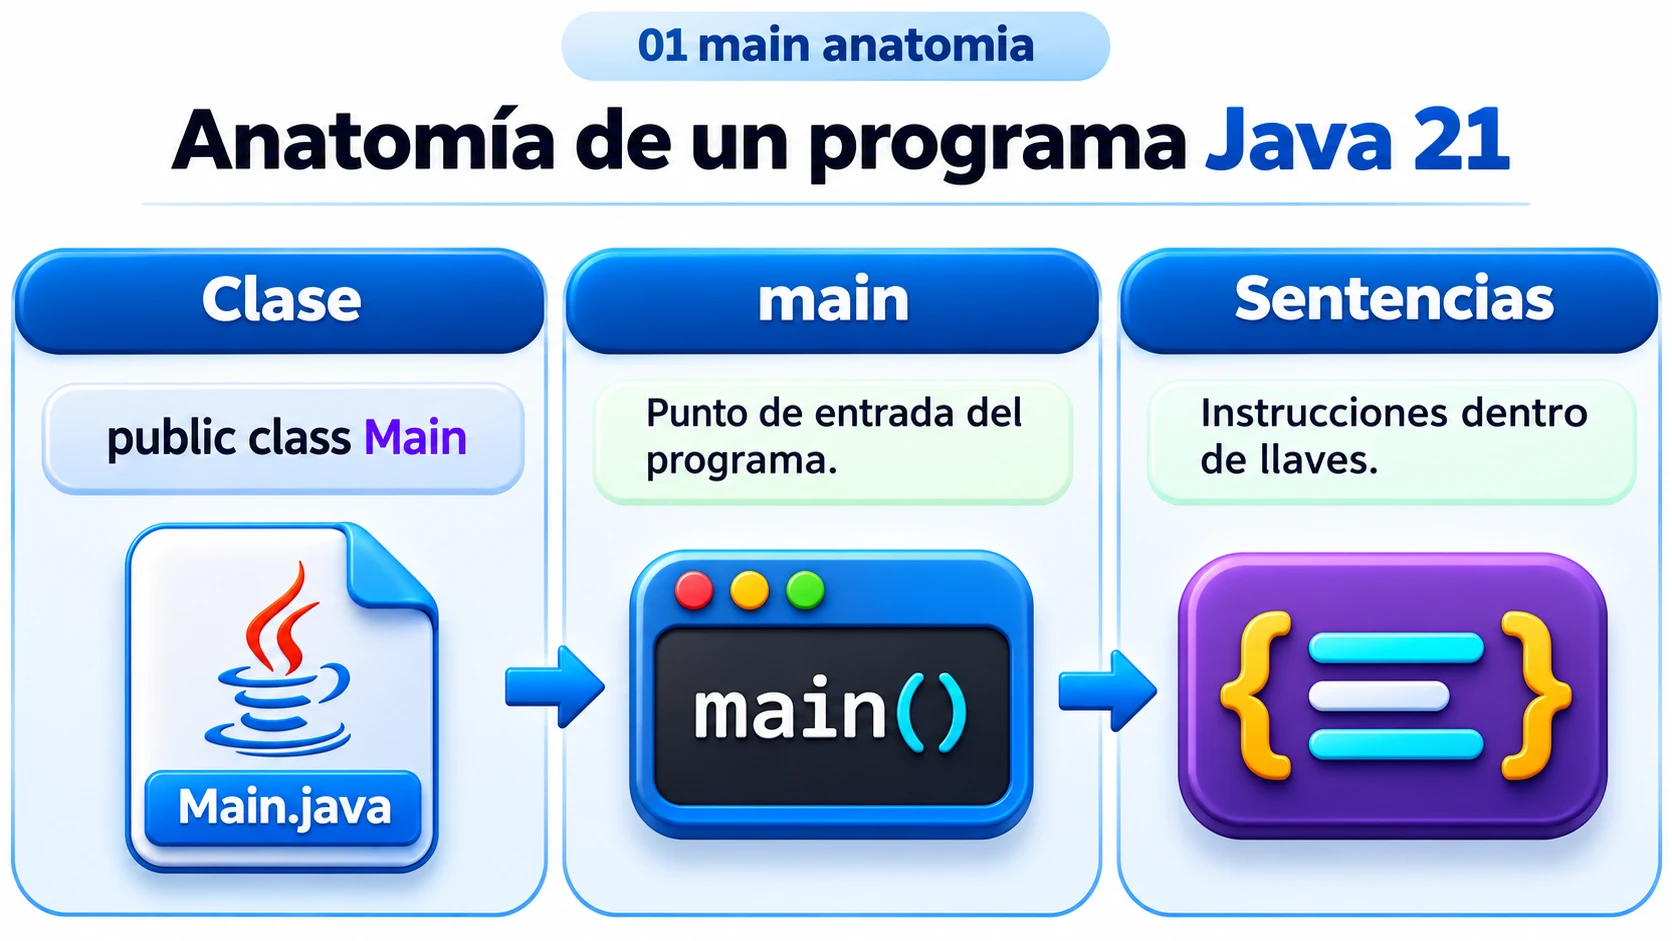 01 main anatomia
Anatomía de un programa Java 21
Clase
public class Main
Main.java
main
Punto de entrada del
programa.
main()
Sentencias
Instrucciones dentro
de llaves.
{ }